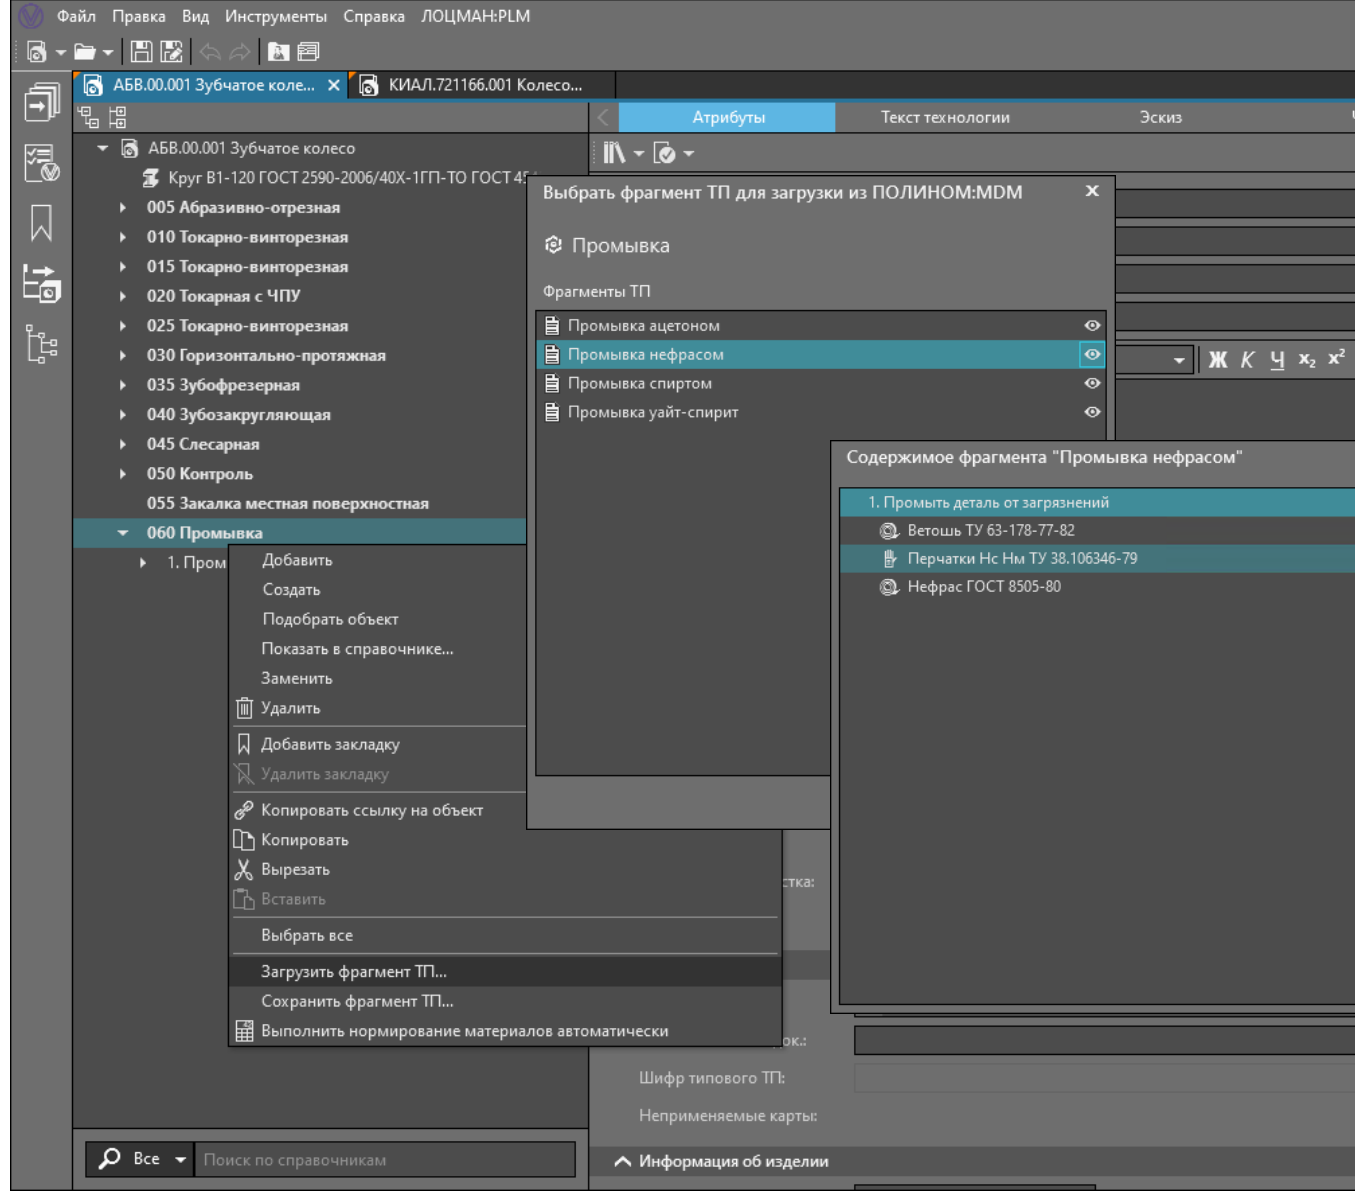 Файл Правка Вид Инструменты Справка ЛОЦМАН:PLM
АБВ.00.001 Зубчатое коле... КИАЛ.721166.001 Колесо...
Атрибуты Текст технологии Эскиз
АБВ.00.001 Зубчатое колесо
Круг В1-120 ГОСТ 2590-2006/40Х-1ГП-ТО ГОСТ
005 Абразивно-отрезная
010 Токарно-винторезная
015 Токарно-винторезная
020 Токарная с ЧПУ
025 Токарно-винторезная
030 Горизонтально-протяжная
035 Зубофрезерная
040 Зубозакругляющая
045 Слесарная
050 Контроль
055 Закалка местная поверхностная
060 Промывка
1. Пром
Выбрать фрагмент ТП для загрузки из ПОЛИНОМ:MDM
Промывка
Фрагменты ТП
Промывка ацетоном
Промывка нефрасом
Промывка спиртом
Промывка уайт-спирит
Ж К Ч x₂ x²
Содержимое фрагмента "Промывка нефрасом"
1. Промыть деталь от загрязнений
Ветошь ТУ 63-178-77-82
Перчатки Нс Нм ТУ 38.106346-79
Нефрас ГОСТ 8505-80
Добавить
Создать
Подобрать объект
Показать в справочнике...
Заменить
Удалить
Добавить закладку
Удалить закладку
Копировать ссылку на объект
Копировать
Вырезать
Вставить
Выбрать все
Загрузить фрагмент ТП...
Сохранить фрагмент ТП...
Выполнить нормирование материалов автоматически
стка:
ок.:
Шифр типового ТП:
Неприменяемые карты:
Информация об изделии
Все Поиск по справочникам